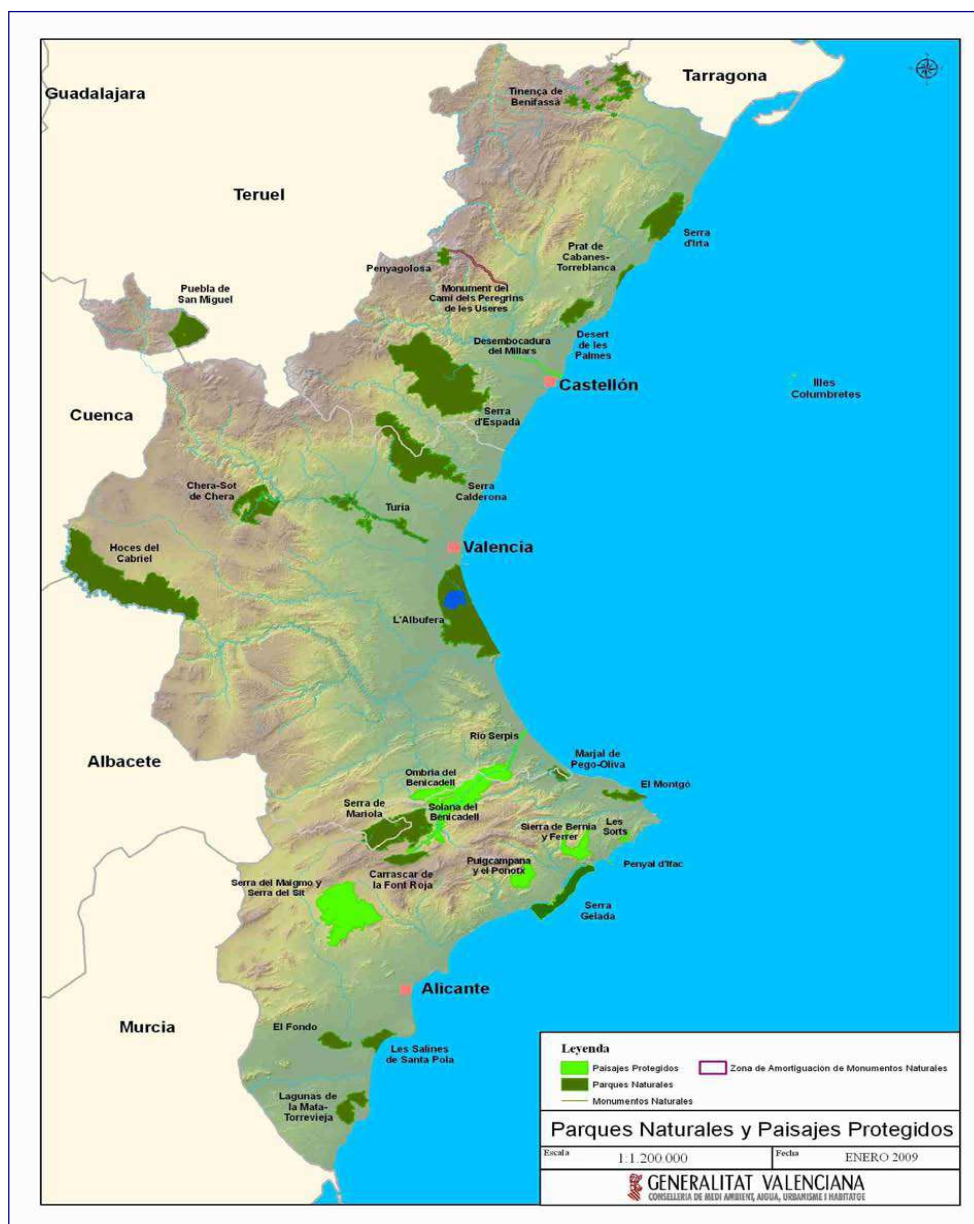 Tarragona
Guadalajara
Tinença de
Benifassà
Teruel
Serra
d'Irta
Prat de
Cabanes-
Torreblanca
Penyagolosa
Monument del
Camí dels Peregrins
de les Useres
Puebla de
San Miguel
Desembocadura
del Millars
Desert
de les
Palmes
Castellón
Illes
Columbretes
Cuenca
Serra
d'Espadà
Chera-Sot
de Chera
Serra
Calderona
Turia
Hoces del
Cabriel
Valencia
L'Albufera
Río Serpis
Marjal de
Pego-Oliva
Albacete
Ombria del
Benicadell
El Montgó
Serra de
Mariola
Solana del
Benicadell
Sierra de Bernia
y Ferrer
Les
Sorts
Penyal d'Ifac
Puigcampana
y el Ponotx
Carrascar de
la Font Roja
Serra del Maigmo y
Serra del Sit
Serra
Gelada
Alicante
Murcia
El Fondo
Les Salines
de Santa Pola
Lagunas de
la Mata-
Torrevieja
Leyenda
Paisajes Protegidos
Zona de Amortiguación de Monumentos Naturales
Parques Naturales
Monumentos Naturales
Parques Naturales y Paisajes Protegidos
Escala
1:1.200.000
Fecha
ENERO 2009
GENERALITAT VALENCIANA
CONSELLERIA DE MEDI AMBIENT, AIGUA, URBANISME I HABITATGE